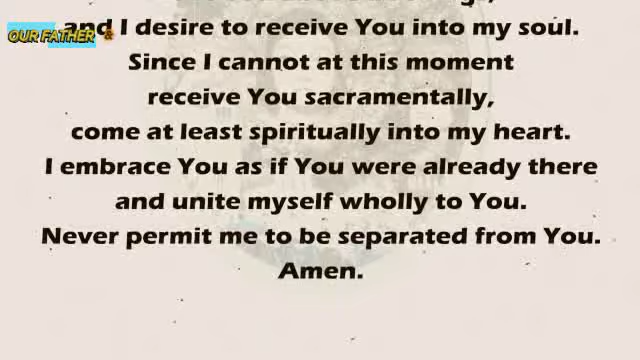 OUR FATHER &
and I desire to receive You into my soul.
Since I cannot at this moment
receive You sacramentally,
come at least spiritually into my heart.
I embrace You as if You were already there
and unite myself wholly to You.
Never permit me to be separated from You.
Amen.